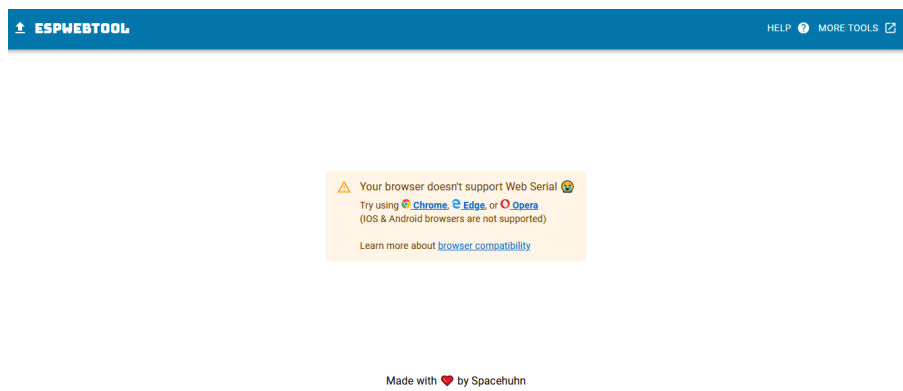 ESPWEBTOOL
HELP ? MORE TOOLS
Your browser doesn't support Web Serial 😭
Try using Chrome, Edge, or Opera
(IOS & Android browsers are not supported)
Learn more about browser compatibility
Made with ❤️ by Spacehuhn